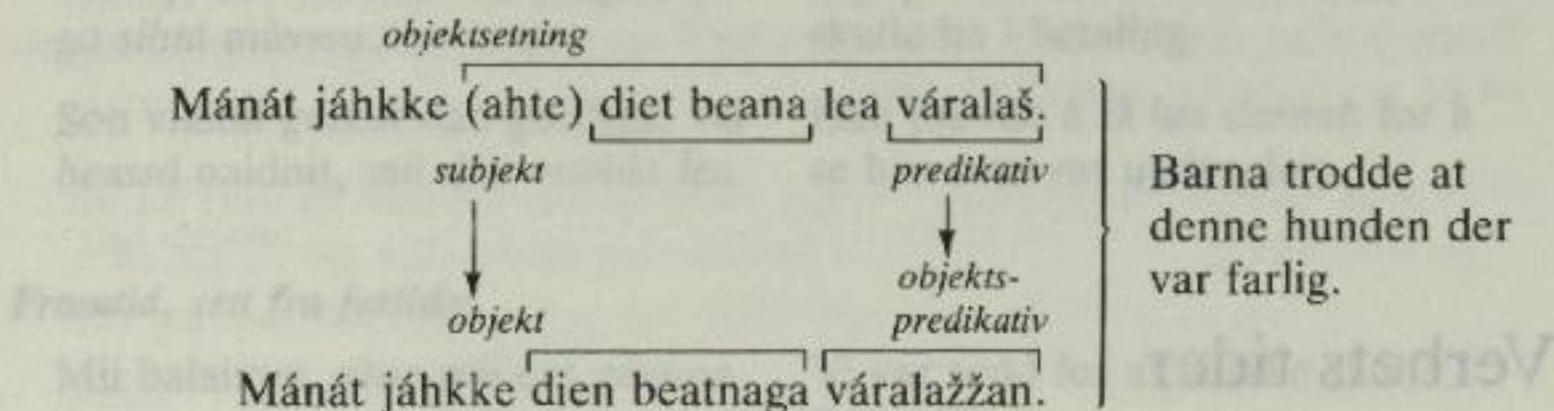 objektsetning
Mánát jáhkke (ahte) diet beana lea váralaš.
subjekt predikativ
objekt
objekts-
predikativ
Mánát jáhkke dien beatnaga váralažžan.
Barna trodde at
denne hunden der
var farlig.
Verbets tider